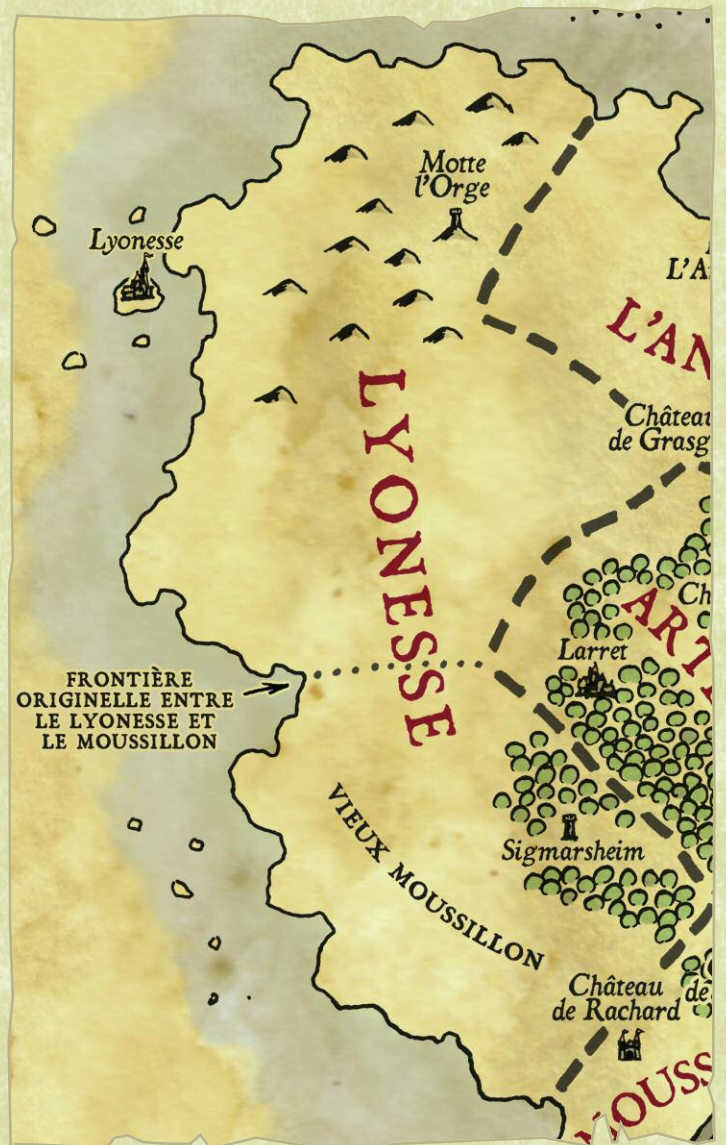 Motte
l'Orge
Lyonesse
L'A
L'AN
LYONESSE
Château
de Grasg
Ch
ART
Larret
FRONTIÈRE
ORIGINELLE ENTRE
LE LYONESSE ET
LE MOUSSILLON
VIEUX MOUSSILLON
Sigmarsheim
Château
de Rachard
de
MOUSS